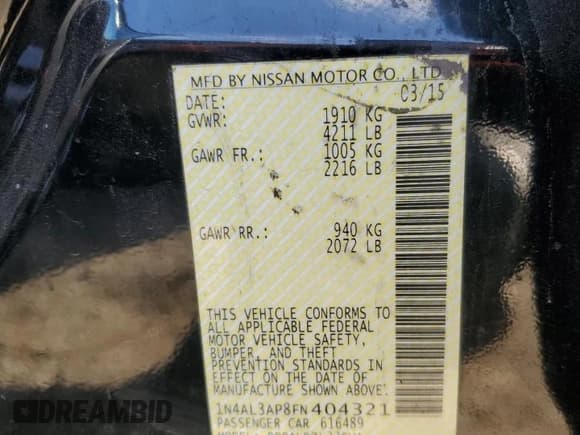 MFD BY NISSAN MOTOR CO., LTD
DATE: 03/15
GVWR: 1910 KG
4211 LB
GAWR FR.: 1005 KG
2216 LB
GAWR RR.: 940 KG
2072 LB
THIS VEHICLE CONFORMS TO
ALL APPLICABLE FEDERAL
MOTOR VEHICLE SAFETY,
BUMPER, AND THEFT
PREVENTION STANDARDS IN
EFFECT ON THE DATE OF
MANUFACTURE SHOWN ABOVE.
1N4AL3AP8FN404321
PASSENGER CAR 616489
DREAMBID